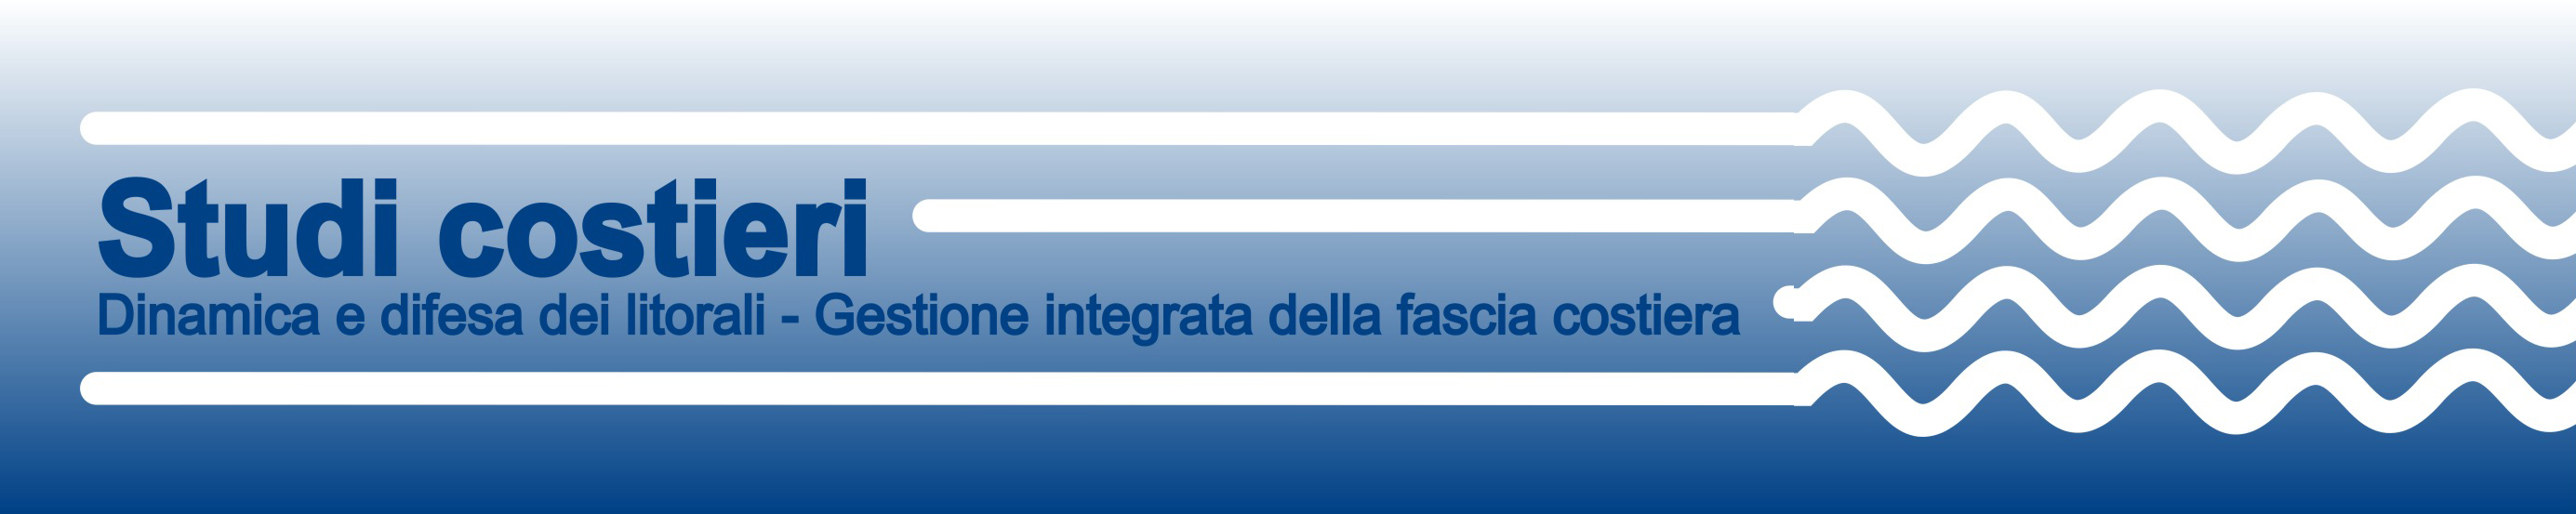 Studi costieri
Dinamica e difesa dei litorali - Gestione integrata della fascia costiera